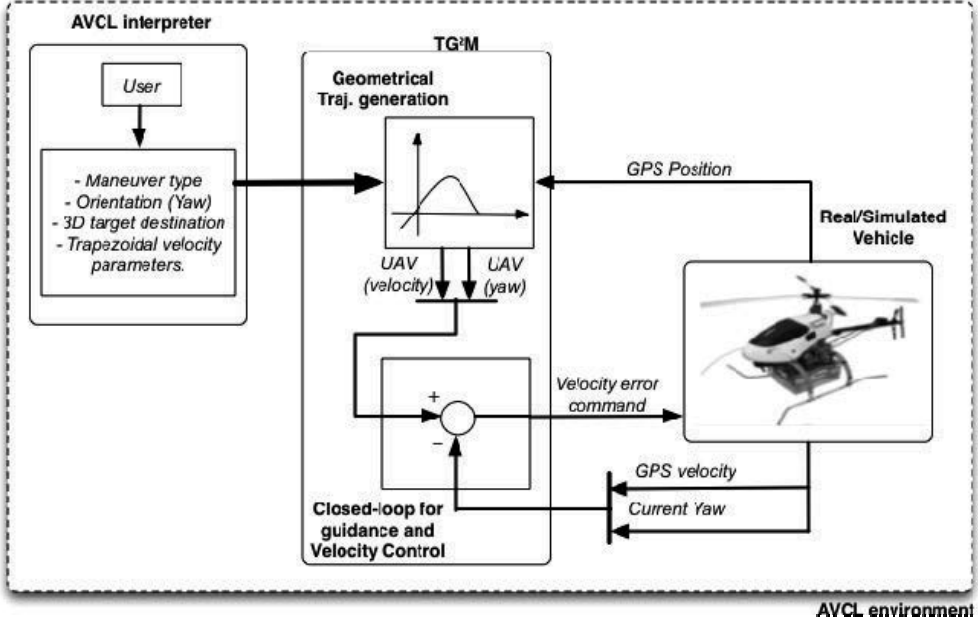 AVCL interpreter
User
- Maneuver type
- Orientation (Yaw)
- 3D target destination
- Trapezoidal velocity
parameters.
TG²M
Geometrical
Traj. generation
UAV
(velocity)
UAV
(yaw)
+
−
Closed-loop for
guidance and
Velocity Control
GPS Position
Real/Simulated
Vehicle
Velocity error
command
GPS velocity
Current Yaw
AVCL environment